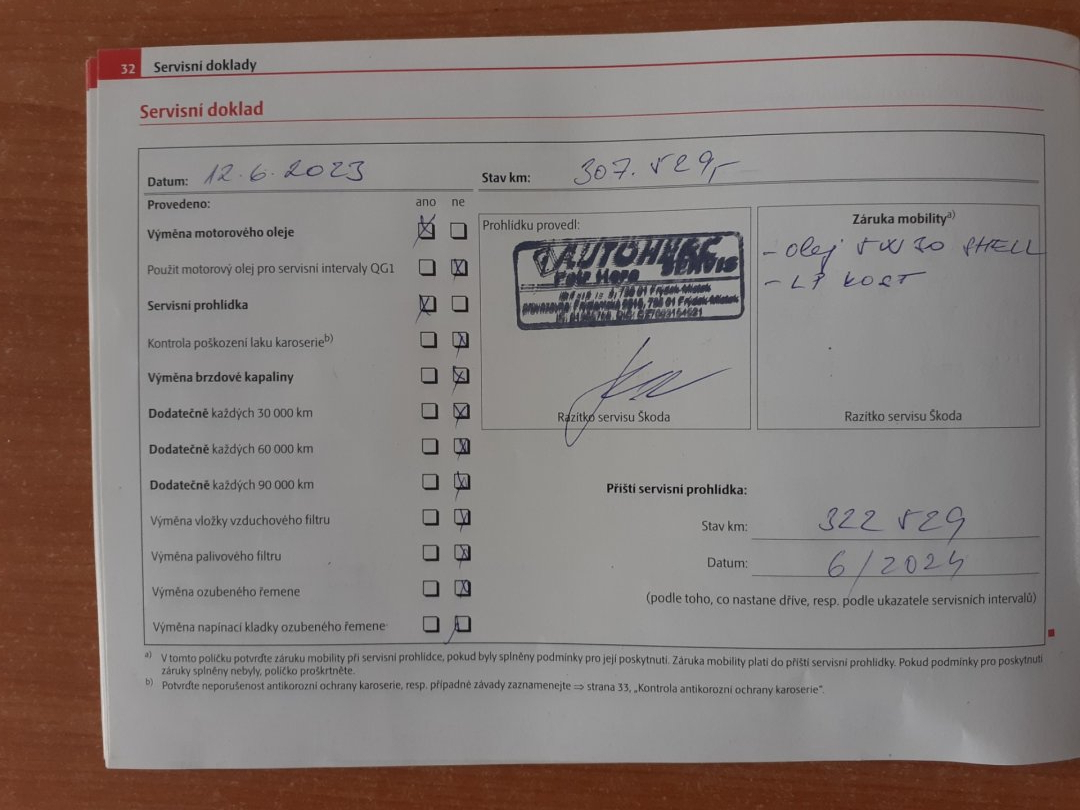 32 Servisní doklady
Servisní doklad
Datum: 12.6.2023
Stav km: 307.529,-
Provedeno: ano ne
Výměna motorového oleje
Použit motorový olej pro servisní intervaly QG1
Servisní prohlídka
Kontrola poškození laku karoserie b)
Výměna brzdové kapaliny
Dodatečně každých 30 000 km
Dodatečně každých 60 000 km
Dodatečně každých 90 000 km
Výměna vložky vzduchového filtru
Výměna palivového filtru
Výměna ozubeného řemene
Výměna napínací kladky ozubeného řemene
Prohlídku provedl:
SERVIS
Razítko servisu Škoda
Záruka mobility a)
- olej 5W30 SHELL
Razítko servisu Škoda
Příští servisní prohlídka:
Stav km: 322 529
Datum: 6/2024
(podle toho, co nastane dříve, resp. podle ukazatele servisních intervalů)
a) V tomto políčku potvrďte záruku mobility při servisní prohlídce, pokud byly splněny podmínky pro její poskytnutí. Záruka mobility platí do příští servisní prohlídky. Pokud podmínky pro poskytnutí
záruky splněny nebyly, políčko proškrtněte.
b) Potvrďte neporušenost antikorozní ochrany karoserie, resp. případné závady zaznamenejte ⇒ strana 33, „Kontrola antikorozní ochrany karoserie“.